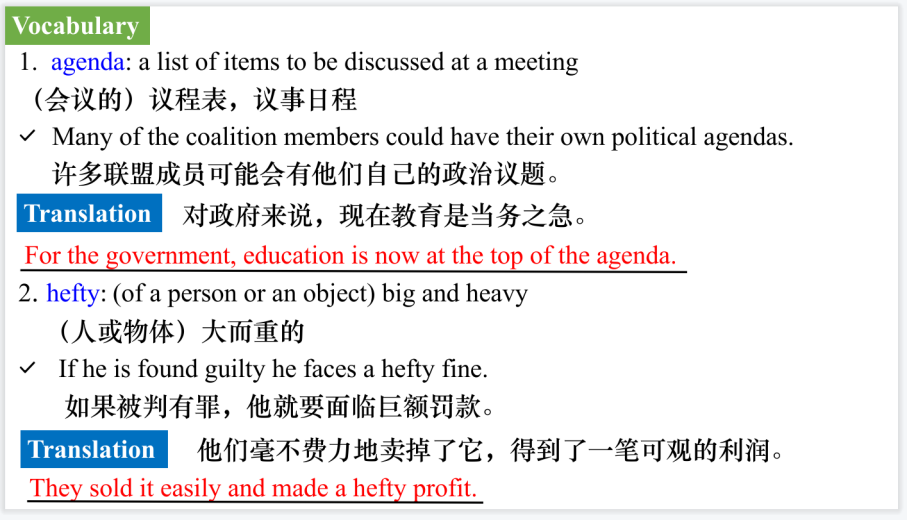 Vocabulary
1. agenda: a list of items to be discussed at a meeting
（会议的）议程表，议事日程
✓ Many of the coalition members could have their own political agendas.
许多联盟成员可能会有他们自己的政治议题。
Translation 对政府来说，现在教育是当务之急。
For the government, education is now at the top of the agenda.
2. hefty: (of a person or an object) big and heavy
（人或物体）大而重的
✓ If he is found guilty he faces a hefty fine.
如果被判有罪，他就要面临巨额罚款。
Translation 他们毫不费力地卖掉了它，得到了一笔可观的利润。
They sold it easily and made a hefty profit.